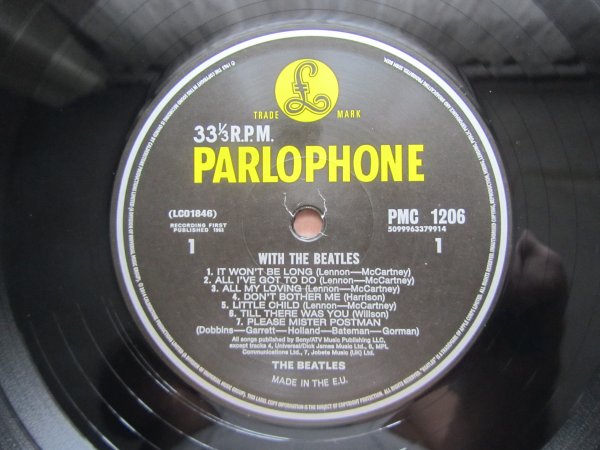 £
TRADE MARK
33⅓ R.P.M.
PARLOPHONE
(LC01846)
RECORDING FIRST
PUBLISHED 1963
1
PMC 1206
5099963379914
1
WITH THE BEATLES
1. IT WON'T BE LONG (Lennon—McCartney)
2. ALL I'VE GOT TO DO (Lennon—McCartney)
3. ALL MY LOVING (Lennon—McCartney)
4. DON'T BOTHER ME (Harrison)
5. LITTLE CHILD (Lennon—McCartney)
6. TILL THERE WAS YOU (Willson)
7. PLEASE MISTER POSTMAN
(Dobbins—Garrett—Holland—Bateman—Gorman)
All songs published by Sony/ATV Music Publishing LLC,
except tracks 4, Universal/Dick James Music Ltd. 6, MPL
Communications Ltd., 7, Jobete Music (UK) Ltd.
THE BEATLES
MADE IN THE E.U.